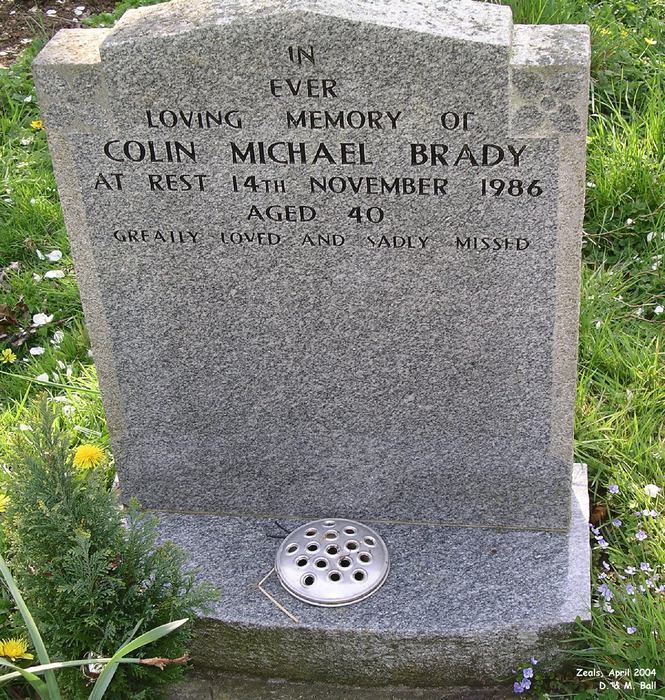 IN
EVER
LOVING MEMORY OF
COLIN MICHAEL BRADY
AT REST 14TH NOVEMBER 1986
AGED 40
GREATLY LOVED AND SADLY MISSED
Zeals, April 2004
D. & M. Ball